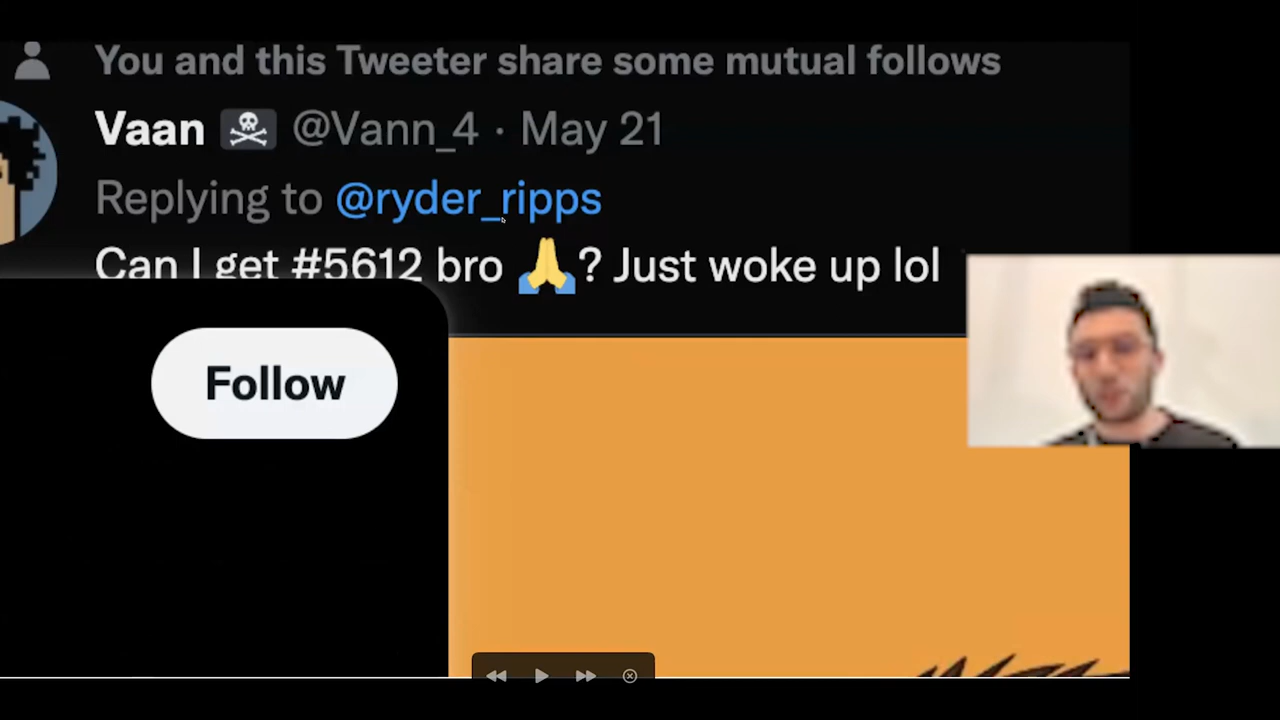 You and this Tweeter share some mutual follows
Vaan ☠️ @Vann_4 · May 21
Replying to @ryder_ripps
Can I get #5612 bro 🙏? Just woke up lol
Follow